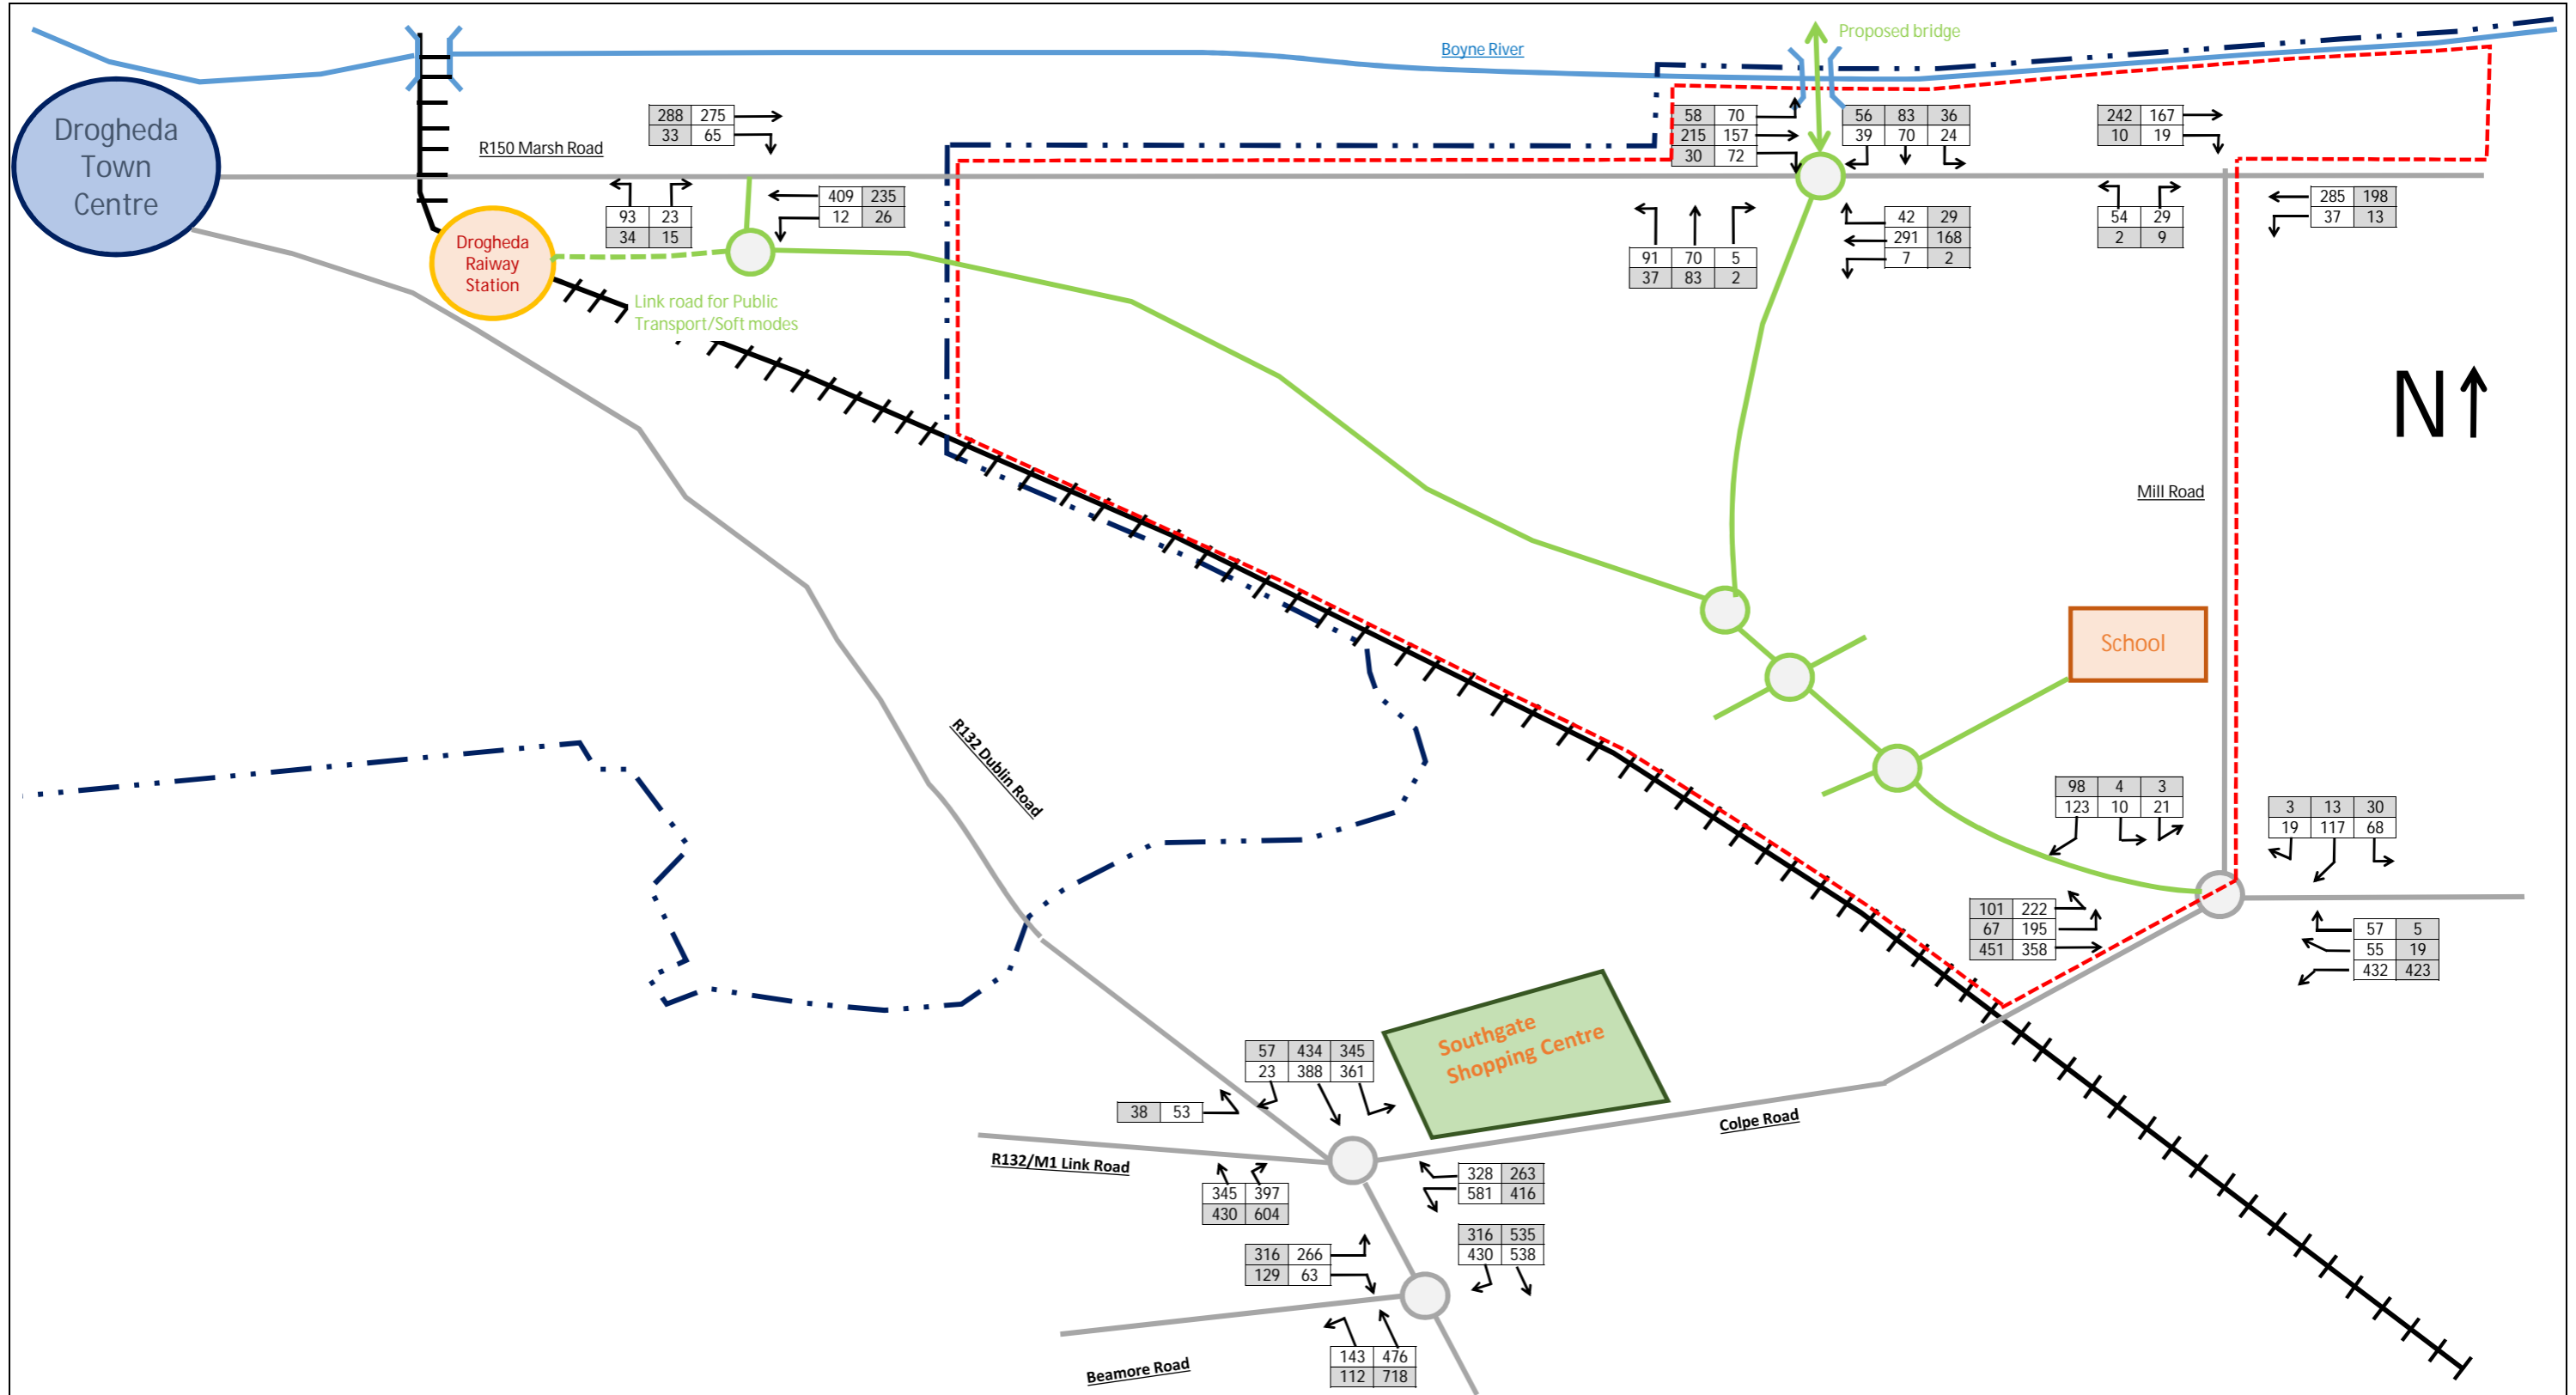 Proposed bridge
Boyne River
Drogheda
Town
Centre
R150 Marsh Road
288 275
33 65
58 70
215 157
30 72
56 83 36
39 70 24
242 167
10 19
93 23
34 15
409 235
12 26
91 70 5
37 83 2
42 29
291 168
7 2
54 29
2 9
285 198
37 13
Drogheda
Raiway
Station
Link road for Public
Transport/Soft modes
N
Mill Road
School
R132 Dublin Road
98 4 3
123 10 21
3 13 30
19 117 68
101 222
67 195
451 358
57 5
55 19
432 423
Southgate
Shopping Centre
57 434 345
23 388 361
38 53
Colpe Road
R132/M1 Link Road
345 397
430 604
328 263
581 416
316 535
430 538
316 266
129 63
143 476
112 718
Beamore Road